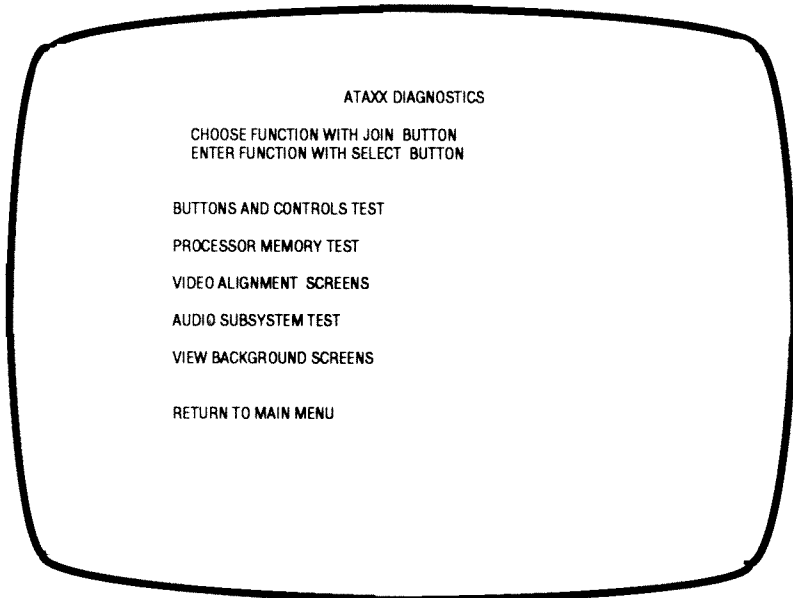 ATAXX DIAGNOSTICS
CHOOSE FUNCTION WITH JOIN BUTTON
ENTER FUNCTION WITH SELECT BUTTON
BUTTONS AND CONTROLS TEST
PROCESSOR MEMORY TEST
VIDEO ALIGNMENT SCREENS
AUDIO SUBSYSTEM TEST
VIEW BACKGROUND SCREENS
RETURN TO MAIN MENU